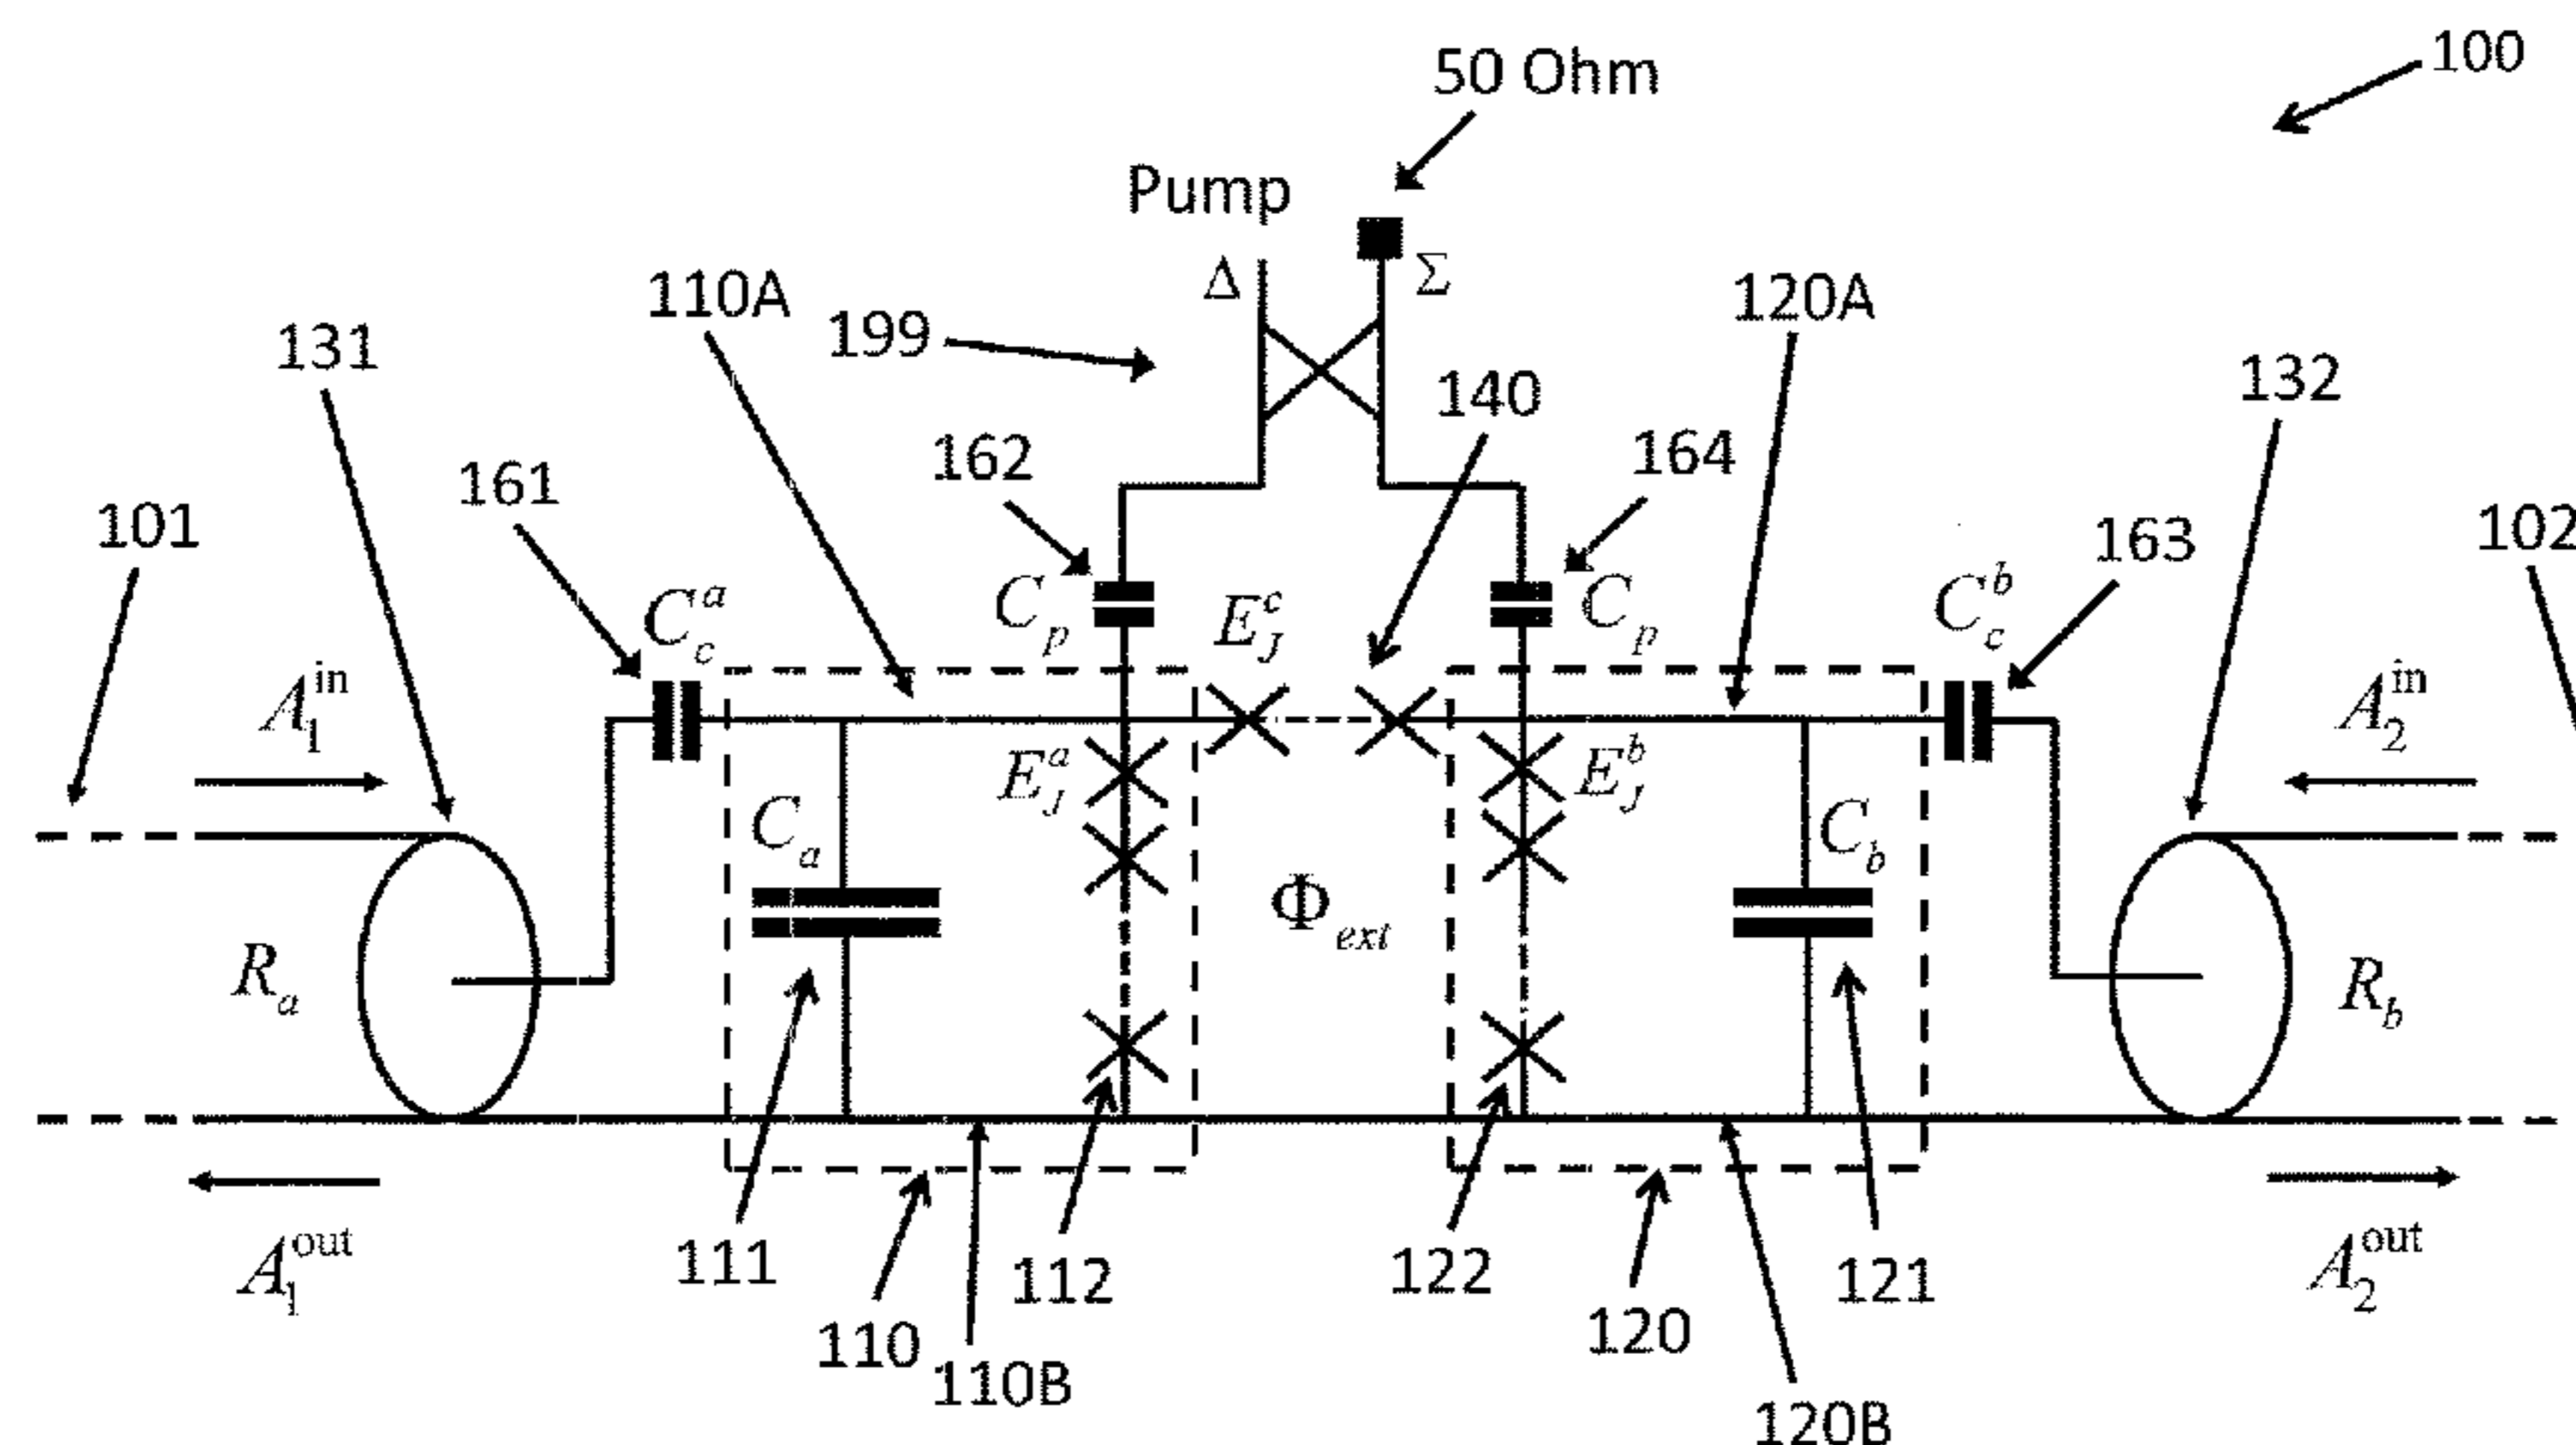 100
50 Ohm
Pump
Δ
Σ
110A
120A
199
131
140
132
162
164
161
101
163
102
C_c^a
C_p
E_J^c
C_p
C_c^b
A_1^in
A_2^in
E_J^a
E_J^b
C_a
C_b
Φ_ext
R_a
R_b
A_1^out
111
112
122
121
A_2^out
110
120
110B
120B